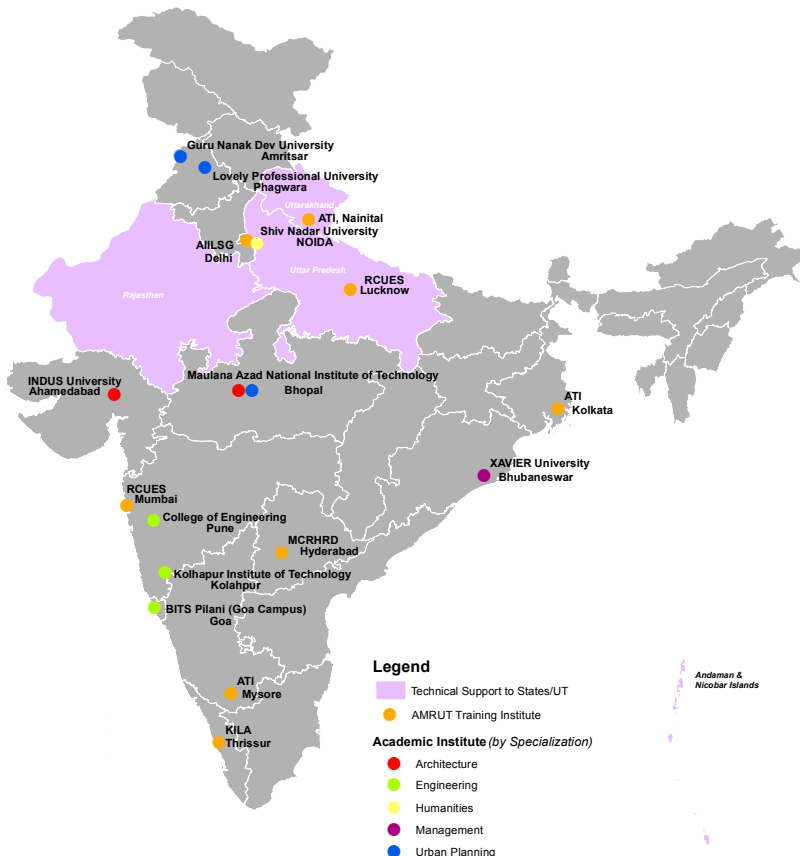 Guru Nanak Dev University
Amritsar
Lovely Professional University
Phagwara
Uttarakhand
ATI, Nainital
Shiv Nadar University
NOIDA
AIILSG
Delhi
Uttar Pradesh
RCUES
Lucknow
Rajasthan
Maulana Azad National Institute of Technology
Bhopal
INDUS University
Ahamedabad
ATI
Kolkata
XAVIER University
Bhubaneswar
RCUES
Mumbai
College of Engineering
Pune
MCRHRD
Hyderabad
Kolhapur Institute of Technology
Kolahpur
BITS Pilani (Goa Campus)
Goa
ATI
Mysore
KILA
Thrissur
Legend
Technical Support to States/UT
AMRUT Training Institute
Academic Institute (by Specialization)
Architecture
Engineering
Humanities
Management
Urban Planning
Andaman &
Nicobar Islands